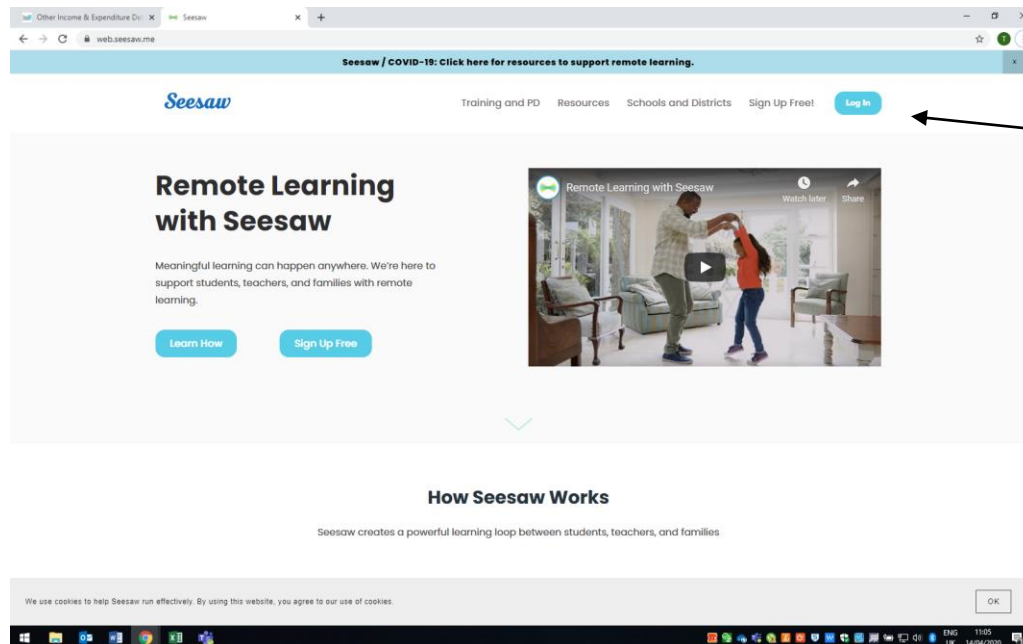 Other Income & Expenditure De
Seesaw
web.seesaw.me
T
Seesaw / COVID-19: Click here for resources to support remote learning.
x
Seesaw
Training and PD
Resources
Schools and Districts
Sign Up Free!
Log In
Remote Learning
with Seesaw
Meaningful learning can happen anywhere. We're here to
support students, teachers, and families with remote
learning.
Learn How
Sign Up Free
Remote Learning with Seesaw
Watch later
Share
How Seesaw Works
Seesaw creates a powerful learning loop between students, teachers, and families
We use cookies to help Seesaw run effectively. By using this website, you agree to our use of cookies.
OK
ENG
UK
11:05
14/04/2020